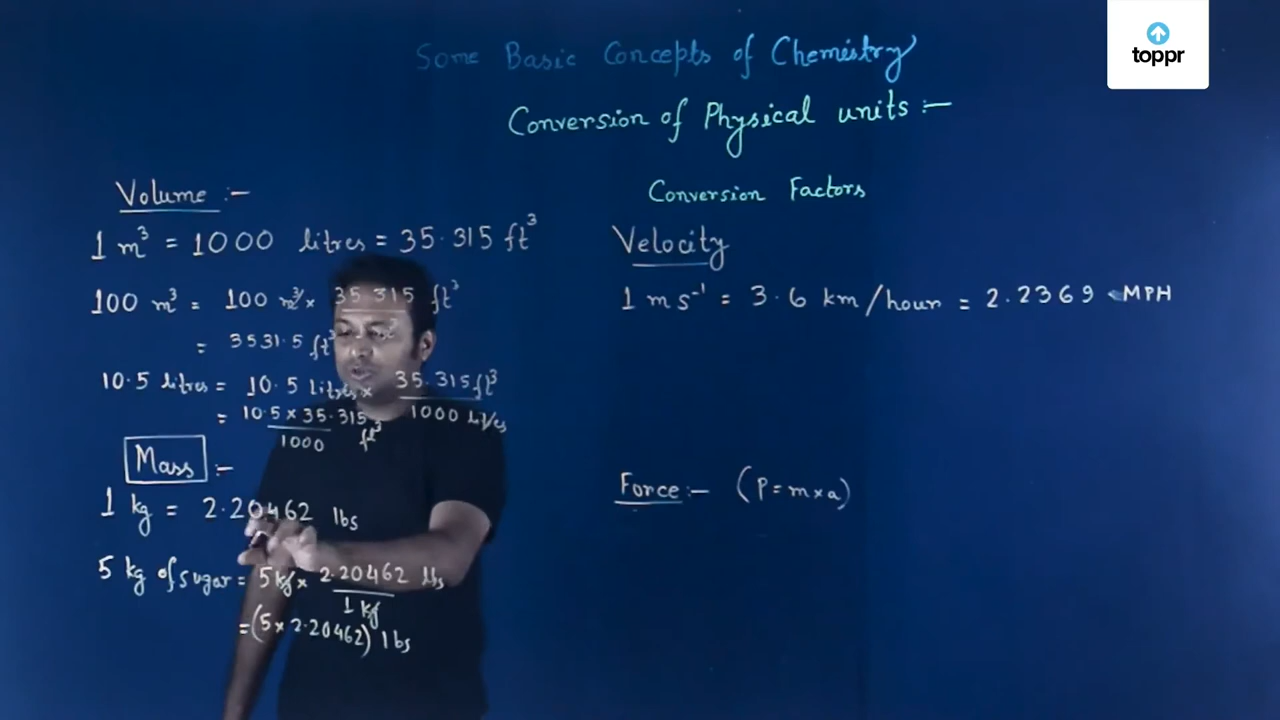 toppr
Some Basic Concepts of Chemistry
Conversion of Physical units :-
Volume :-
1 m³ = 1000 litres = 35.315 ft³
100 m³ = 100 m³ × 35 315 ft³
= 3531.5 ft³
10.5 litres = 10.5 litres × 35.315 ft³
1000 litres
= 10.5 × 35.315 ft³
1000
Mass :-
1 kg = 2.20462 lbs
5 kg of sugar = 5 kg × 2.20462 lbs
1 kg
= (5 × 2.20462) lbs
Conversion Factors
Velocity
1 m s⁻¹ = 3.6 km/hour = 2.2369 MPH
Force :- (P = m × a)